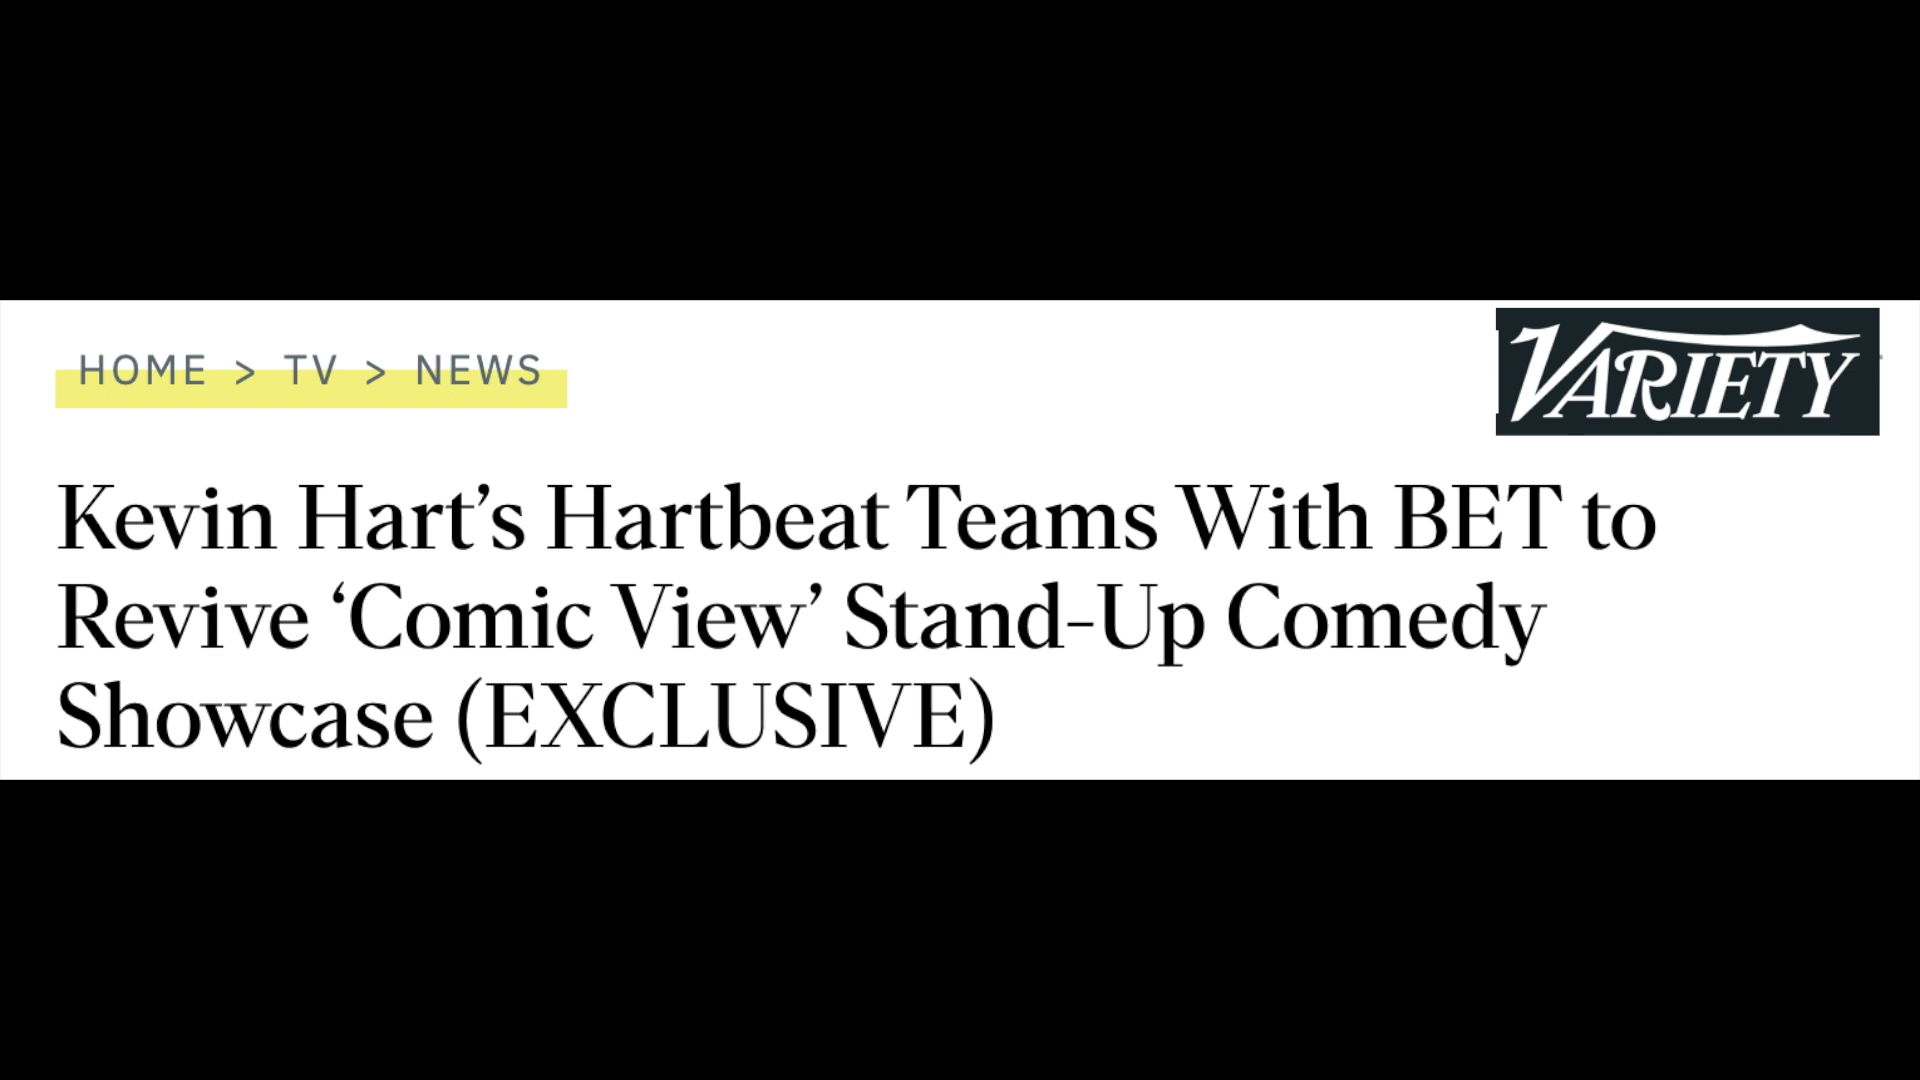 HOME > TV > NEWS
VARIETY
Kevin Hart’s Hartbeat Teams With BET to
Revive ‘Comic View’ Stand-Up Comedy
Showcase (EXCLUSIVE)